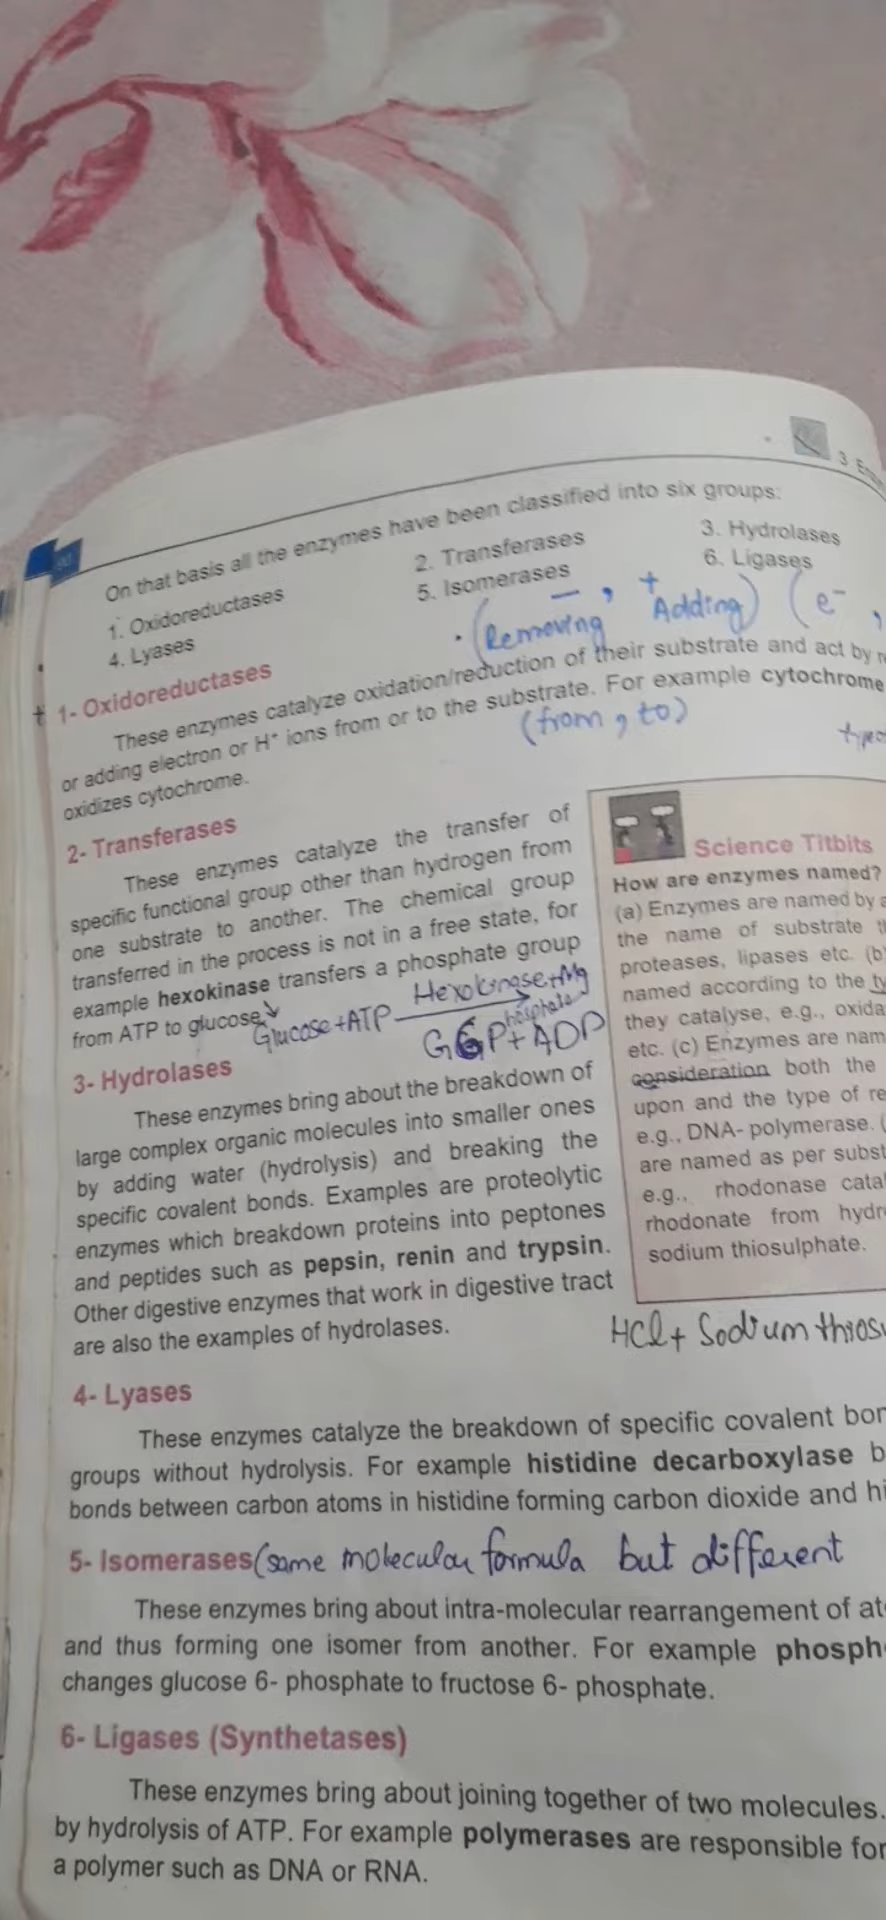 On that basis all the enzymes have been classified into six groups:
1. Oxidoreductases 2. Transferases 3. Hydrolases
4. Lyases 5. Isomerases 6. Ligases
(Removing, Adding) (e⁻,
− , +
1- Oxidoreductases
These enzymes catalyze oxidation/reduction of their substrate and act by
or adding electron or H⁺ ions from or to the substrate. For example cytochrome
(from, to)
oxidizes cytochrome.
2- Transferases
These enzymes catalyze the transfer of
specific functional group other than hydrogen from
one substrate to another. The chemical group
transferred in the process is not in a free state, for
example hexokinase transfers a phosphate group
from ATP to glucose.
Hexokinase+Mg
Glucose+ATP → G6P+ADP
phosphate
3- Hydrolases
These enzymes bring about the breakdown of
large complex organic molecules into smaller ones
by adding water (hydrolysis) and breaking the
specific covalent bonds. Examples are proteolytic
enzymes which breakdown proteins into peptones
and peptides such as pepsin, renin and trypsin.
Other digestive enzymes that work in digestive tract
are also the examples of hydrolases.
Science Titbits
How are enzymes named?
(a) Enzymes are named by
the name of substrate
proteases, lipases etc. (b
named according to the
they catalyse, e.g., oxida
etc. (c) Enzymes are nam
consideration both the
upon and the type of re
e.g., DNA- polymerase. (
are named as per subst
e.g., rhodonase cata
rhodonate from hydr
sodium thiosulphate.
HCl+ Sodium thiosu
4- Lyases
These enzymes catalyze the breakdown of specific covalent bon
groups without hydrolysis. For example histidine decarboxylase b
bonds between carbon atoms in histidine forming carbon dioxide and hi
5- Isomerases (same molecular formula but different
These enzymes bring about intra-molecular rearrangement of at
and thus forming one isomer from another. For example phosph
changes glucose 6- phosphate to fructose 6- phosphate.
6- Ligases (Synthetases)
These enzymes bring about joining together of two molecules.
by hydrolysis of ATP. For example polymerases are responsible for
a polymer such as DNA or RNA.